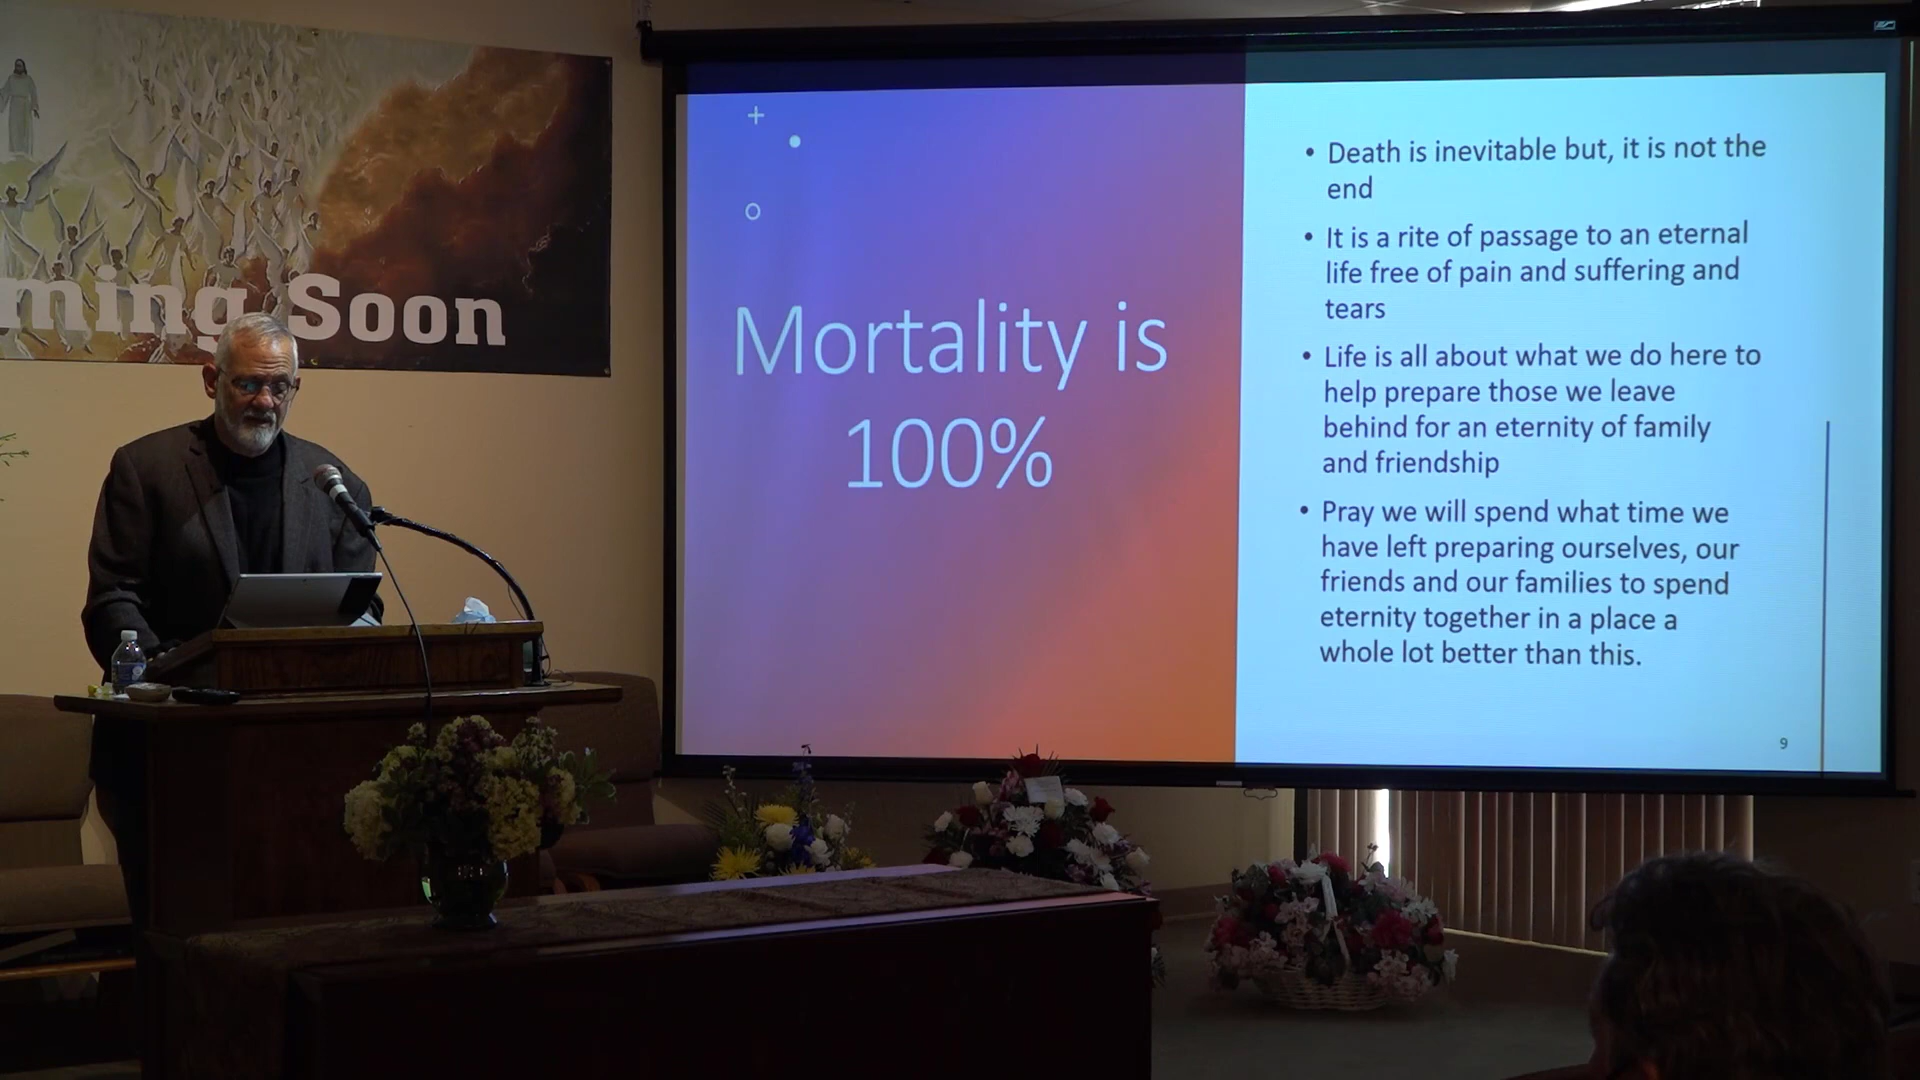 ming Soon
Mortality is
100%
• Death is inevitable but, it is not the
end
• It is a rite of passage to an eternal
life free of pain and suffering and
tears
• Life is all about what we do here to
help prepare those we leave
behind for an eternity of family
and friendship
• Pray we will spend what time we
have left preparing ourselves, our
friends and our families to spend
eternity together in a place a
whole lot better than this.
9